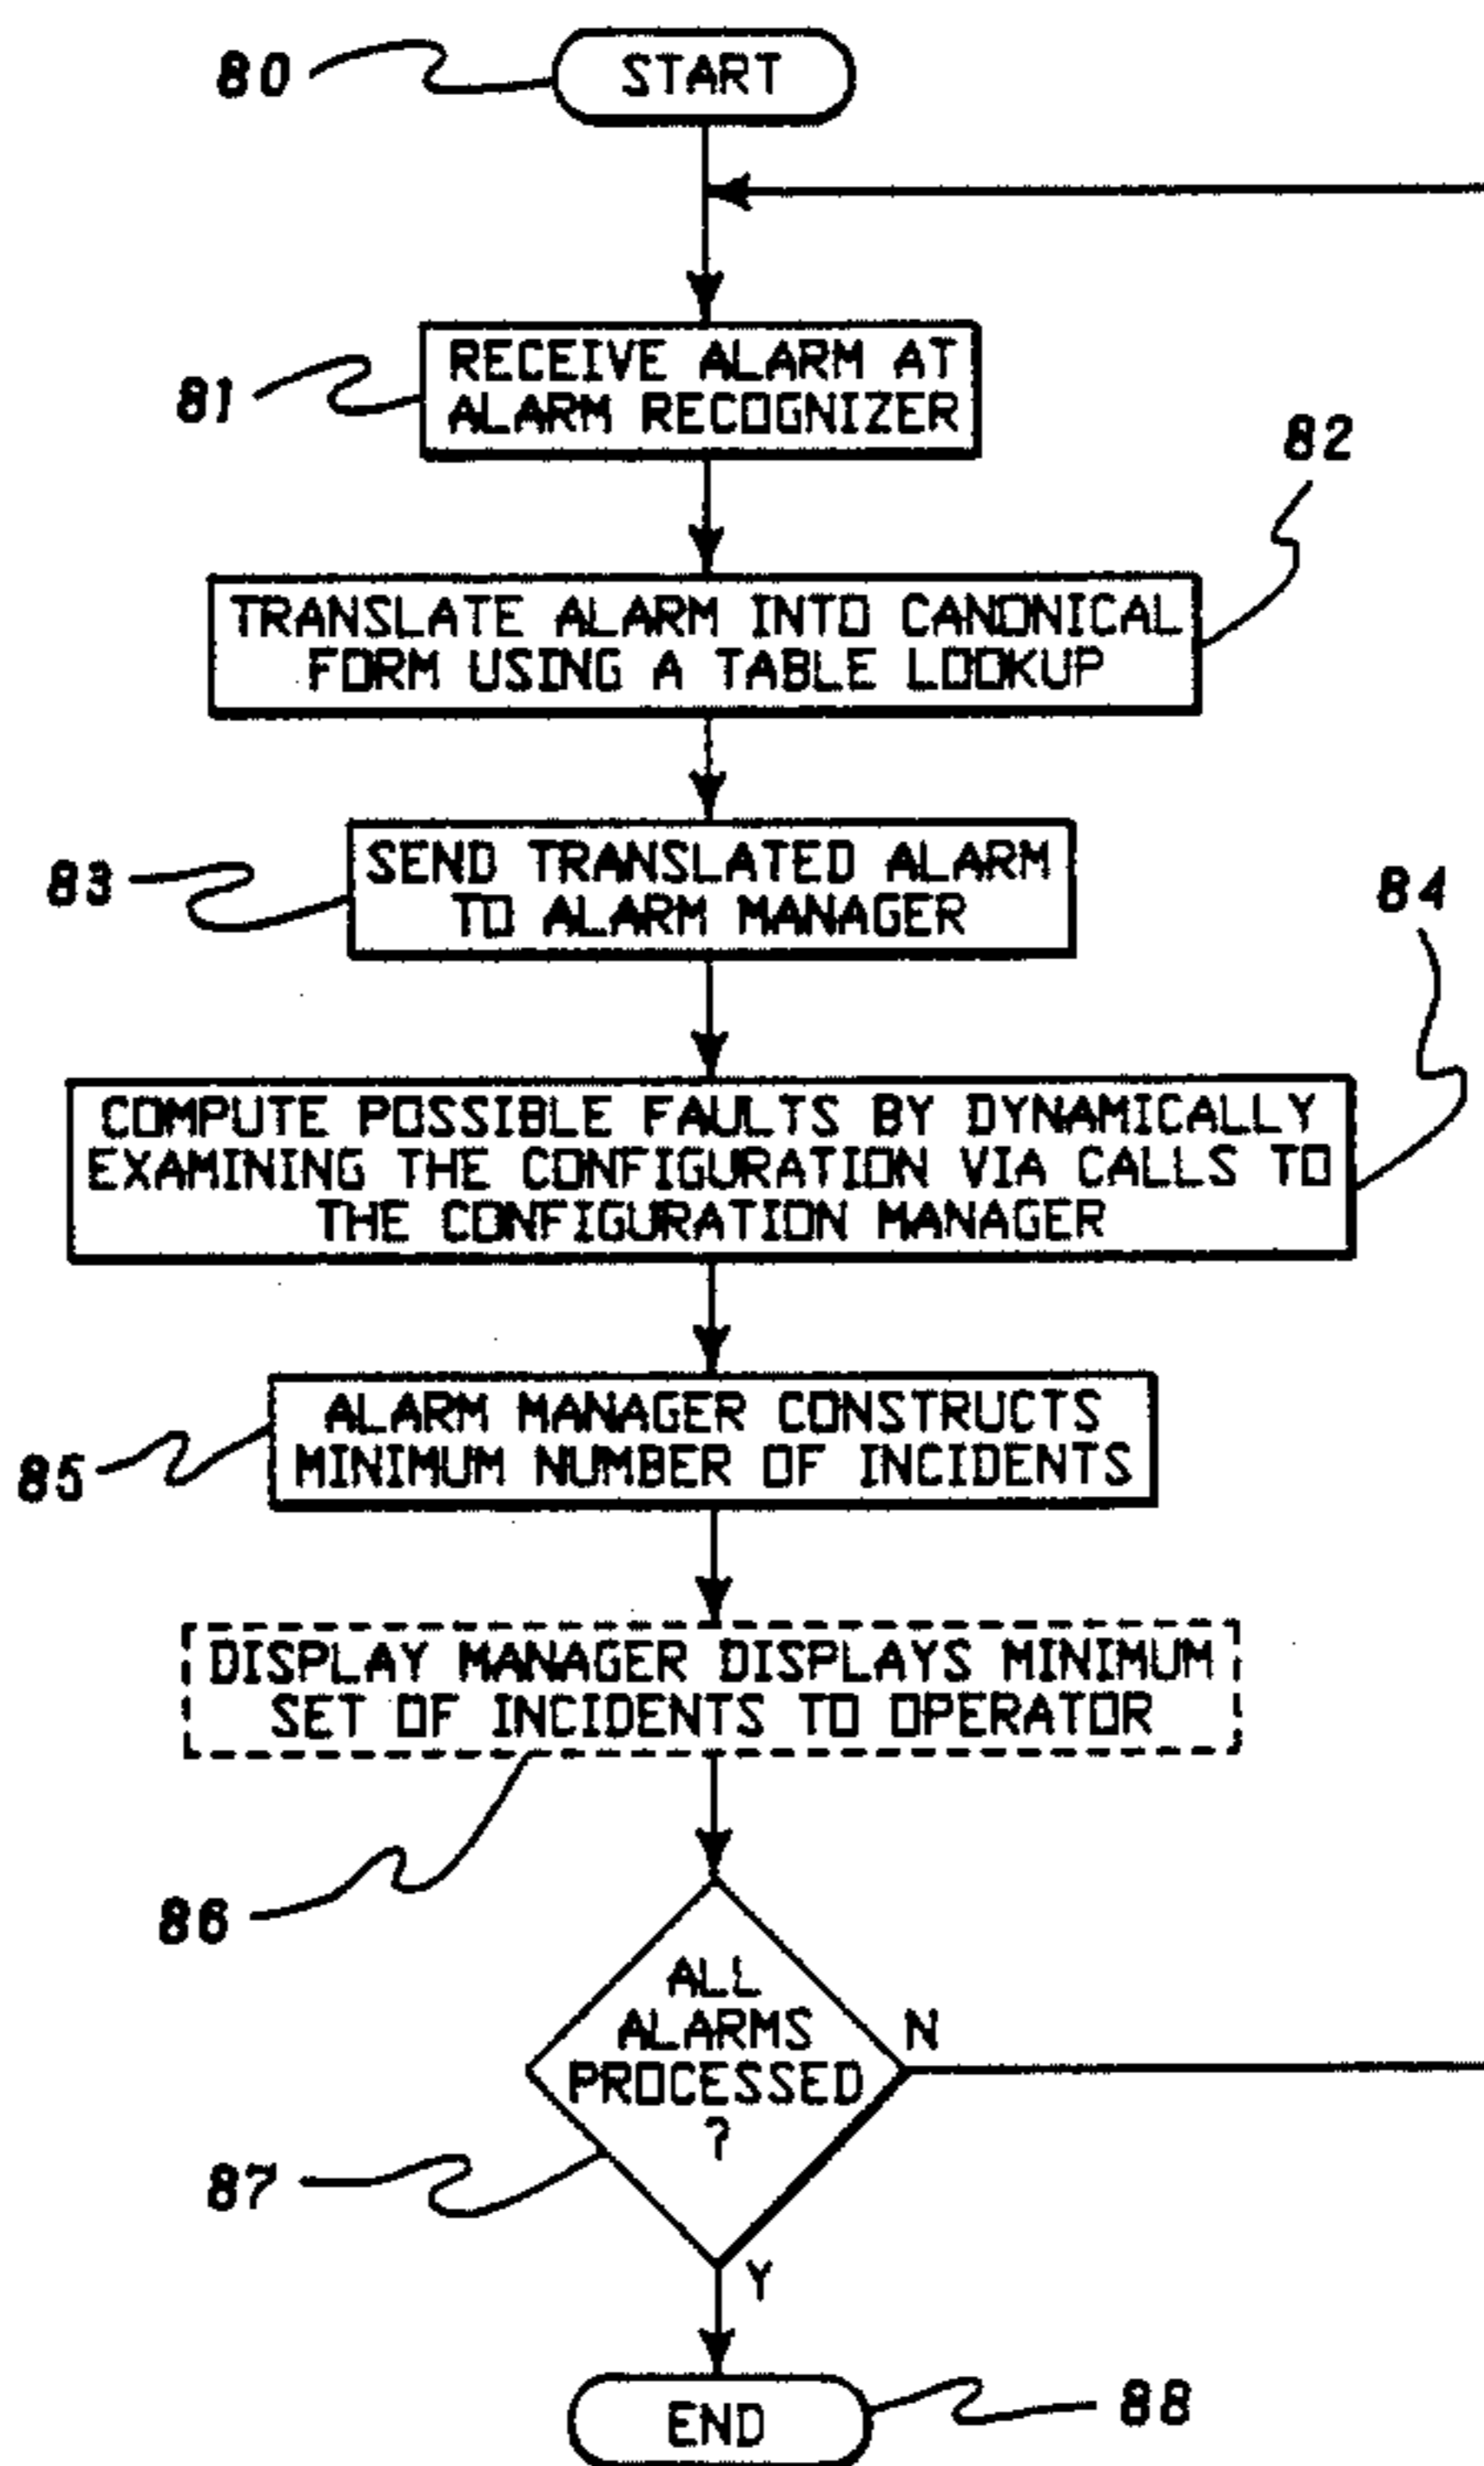 80
START
RECEIVE ALARM AT
ALARM RECOGNIZER
81
82
TRANSLATE ALARM INTO CANONICAL
FORM USING A TABLE LOOKUP
83
SEND TRANSLATED ALARM
TO ALARM MANAGER
84
COMPUTE POSSIBLE FAULTS BY DYNAMICALLY
EXAMINING THE CONFIGURATION VIA CALLS TO
THE CONFIGURATION MANAGER
ALARM MANAGER CONSTRUCTS
MINIMUM NUMBER OF INCIDENTS
85
DISPLAY MANAGER DISPLAYS MINIMUM
SET OF INCIDENTS TO OPERATOR
86
ALL
ALARMS
PROCESSED
?
N
87
Y
END
88